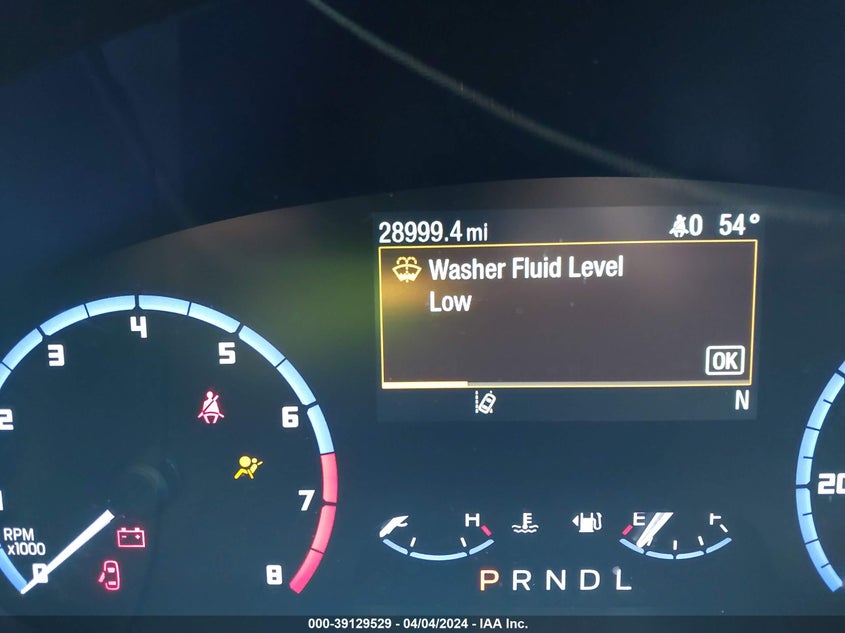 28999.4 mi
0 54°
Washer Fluid Level
Low
OK
N
1
2
3
4
5
6
7
8
0
RPM
x1000
20
H
E
F
P R N D L
000-39129529 - 04/04/2024 - IAA Inc.